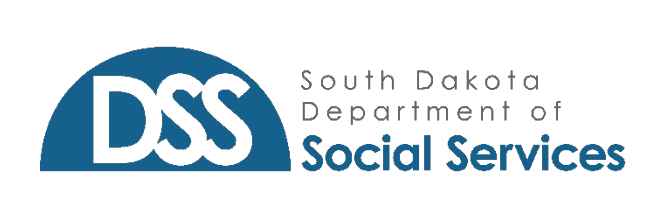 DSS
South Dakota
Department of
Social Services